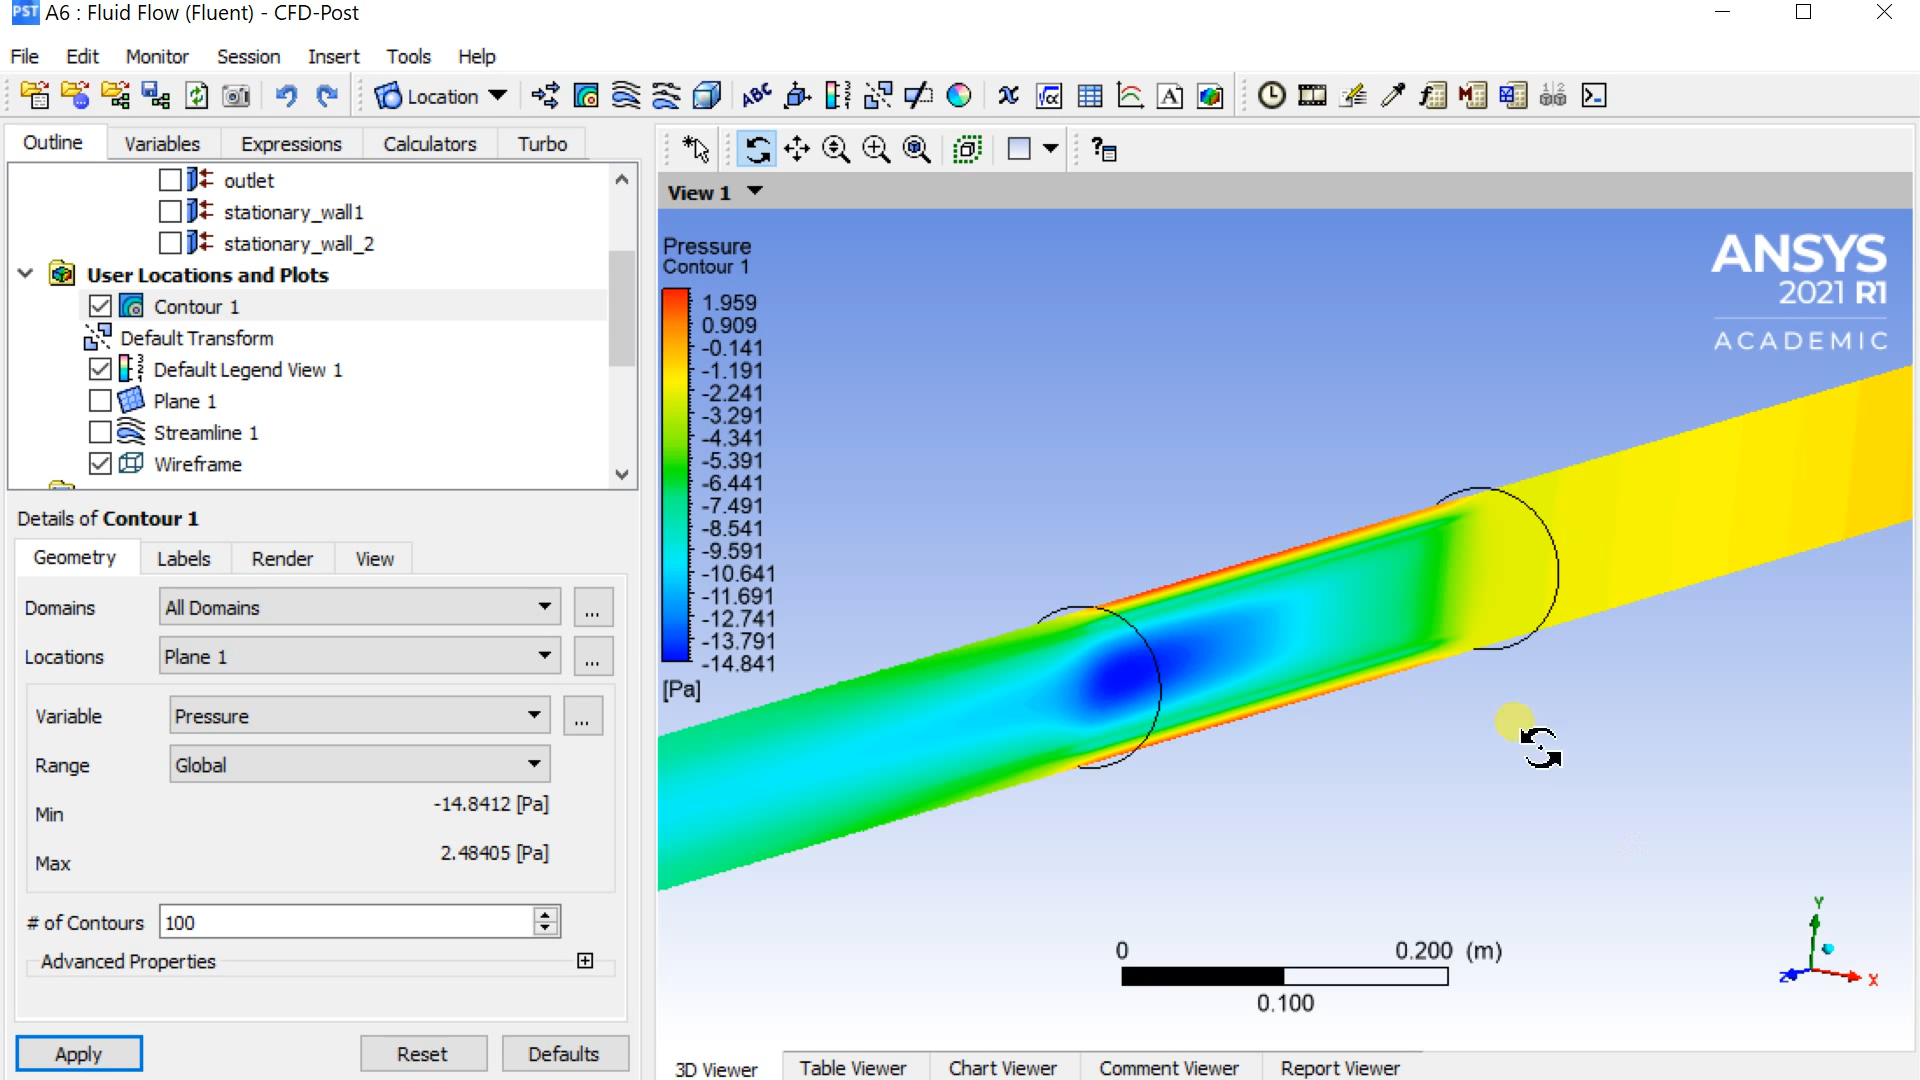 PST A6 : Fluid Flow (Fluent) - CFD-Post
File Edit Monitor Session Insert Tools Help
Location
Outline Variables Expressions Calculators Turbo
outlet
stationary_wall1
stationary_wall_2
User Locations and Plots
Contour 1
Default Transform
Default Legend View 1
Plane 1
Streamline 1
Wireframe
Details of Contour 1
Geometry Labels Render View
Domains All Domains ...
Locations Plane 1 ...
Variable Pressure ...
Range Global
Min -14.8412 [Pa]
Max 2.48405 [Pa]
# of Contours 100
Advanced Properties
Apply Reset Defaults
View 1
Pressure
Contour 1
1.959
0.909
-0.141
-1.191
-2.241
-3.291
-4.341
-5.391
-6.441
-7.491
-8.541
-9.591
-10.641
-11.691
-12.741
-13.791
-14.841
[Pa]
ANSYS
2021 R1
ACADEMIC
0 0.200 (m)
0.100
Y
Z X
3D Viewer Table Viewer Chart Viewer Comment Viewer Report Viewer